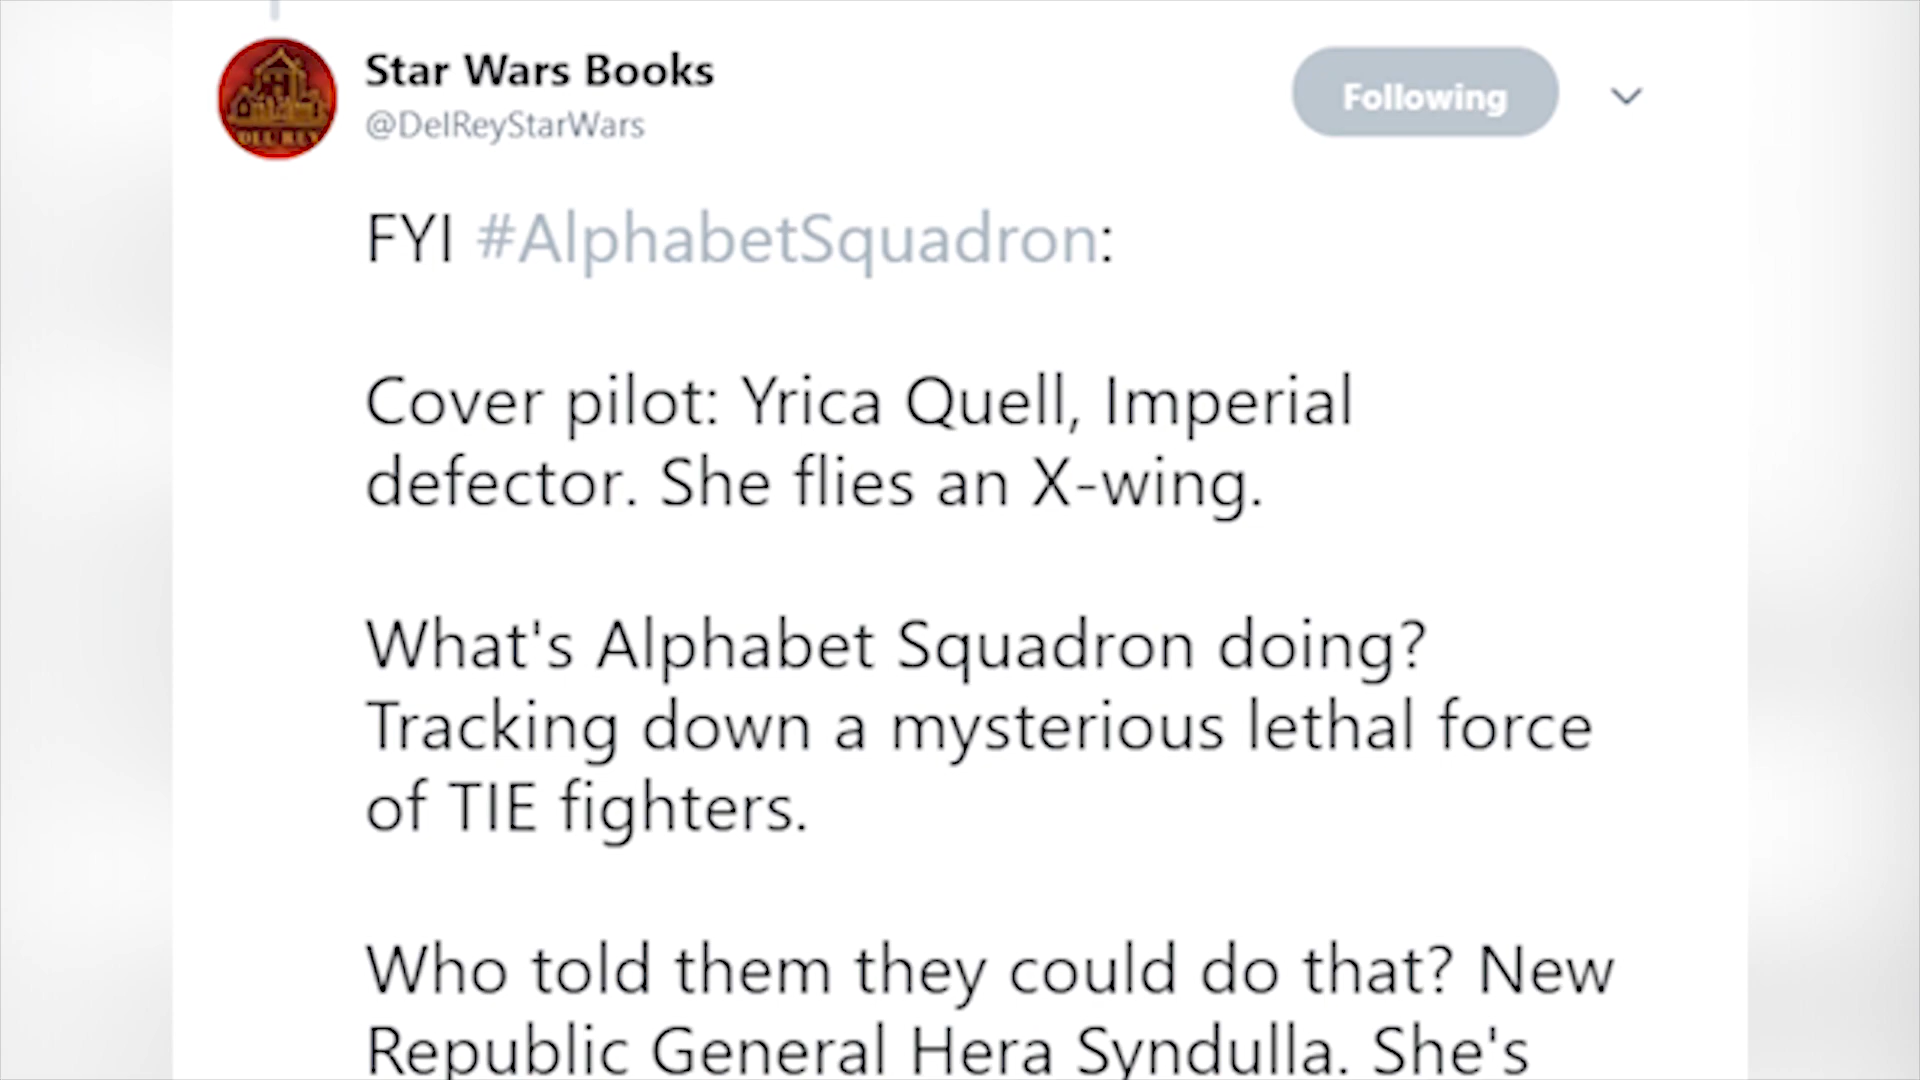 Star Wars Books
@DelReyStarWars
Following
DEL REY
FYI #AlphabetSquadron:
Cover pilot: Yrica Quell, Imperial
defector. She flies an X-wing.
What's Alphabet Squadron doing?
Tracking down a mysterious lethal force
of TIE fighters.
Who told them they could do that? New
Republic General Hera Syndulla. She's